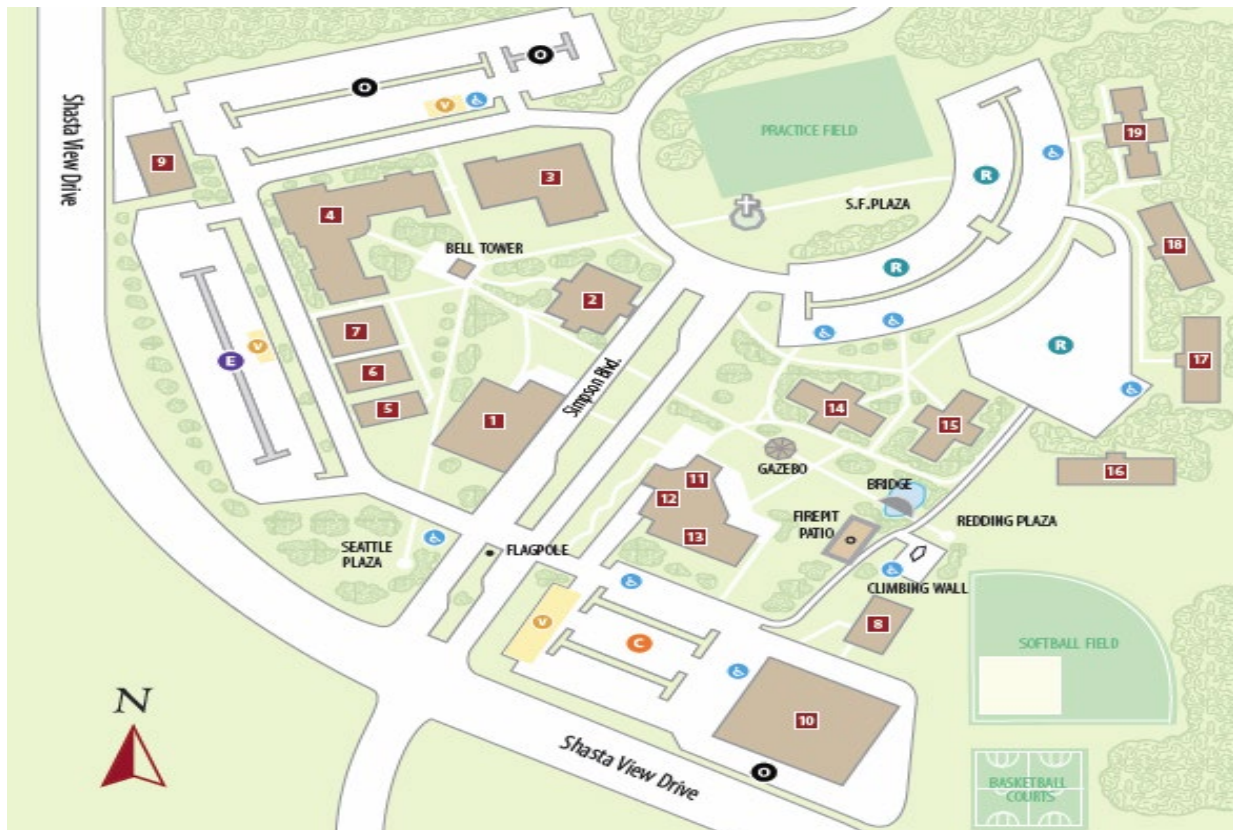 O
O
V
PRACTICE FIELD
Shasta View Drive
19
9
3
R
4
S.F.PLAZA
BELL TOWER
18
R
2
7
V
E
R
17
6
Simpson Blvd.
5
14
1
15
GAZEBO
11
16
BRIDGE
12
FIREPIT
PATIO
REDDING PLAZA
13
SEATTLE
PLAZA
FLAGPOLE
CLIMBING WALL
V
8
C
SOFTBALL FIELD
N
10
Shasta View Drive
O
BASKETBALL
COURTS